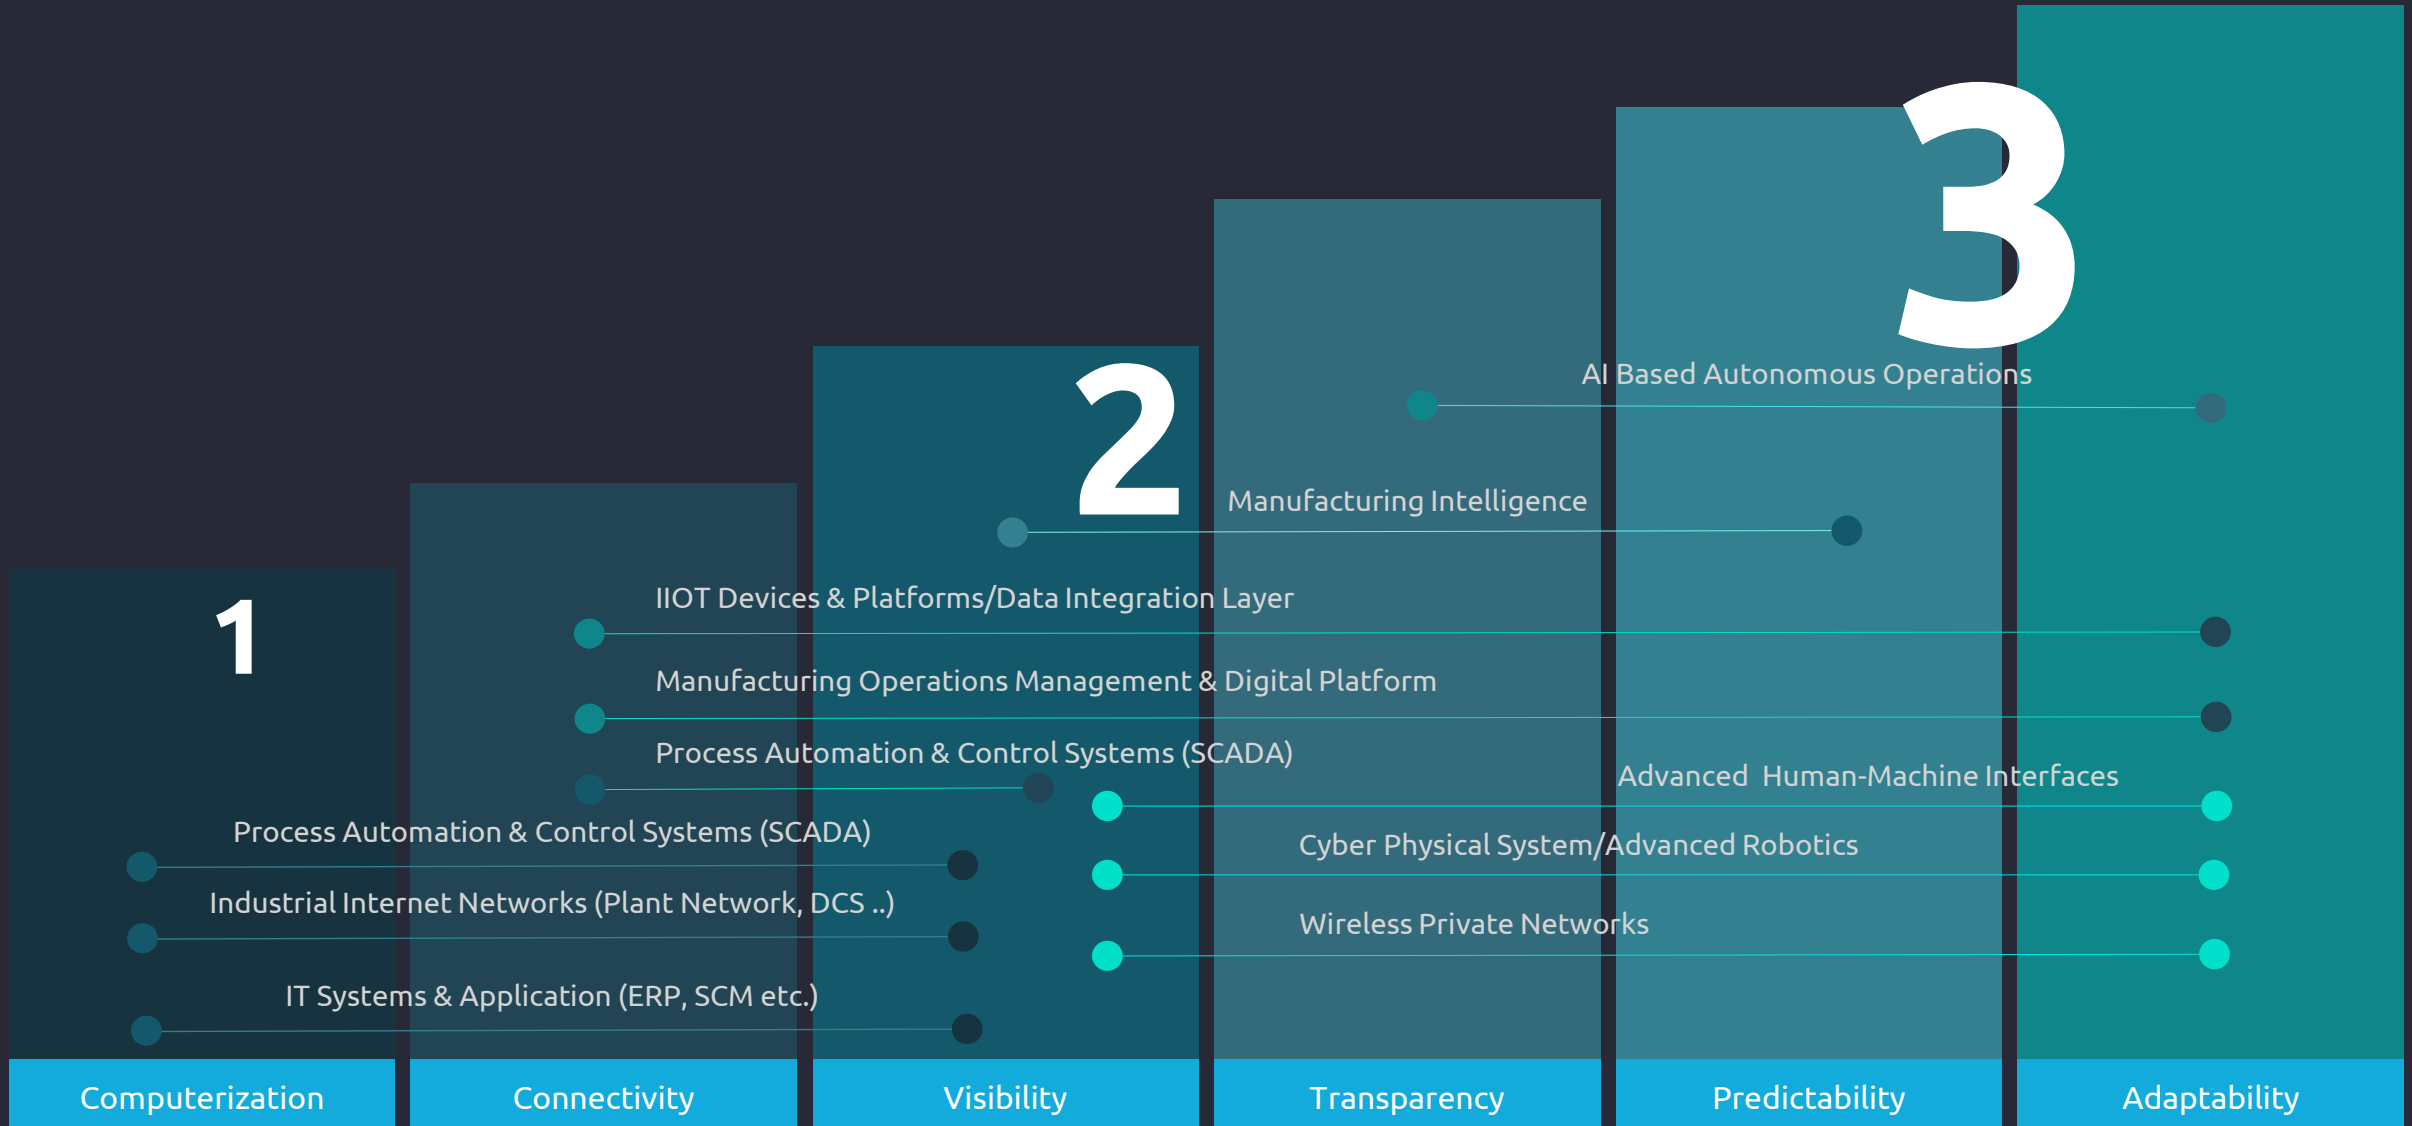 3
AI Based Autonomous Operations
2
Manufacturing Intelligence
1
IIOT Devices & Platforms/Data Integration Layer
Manufacturing Operations Management & Digital Platform
Process Automation & Control Systems (SCADA)
Advanced Human-Machine Interfaces
Process Automation & Control Systems (SCADA)
Cyber Physical System/Advanced Robotics
Industrial Internet Networks (Plant Network, DCS ..)
Wireless Private Networks
IT Systems & Application (ERP, SCM etc.)
Computerization
Connectivity
Visibility
Transparency
Predictability
Adaptability